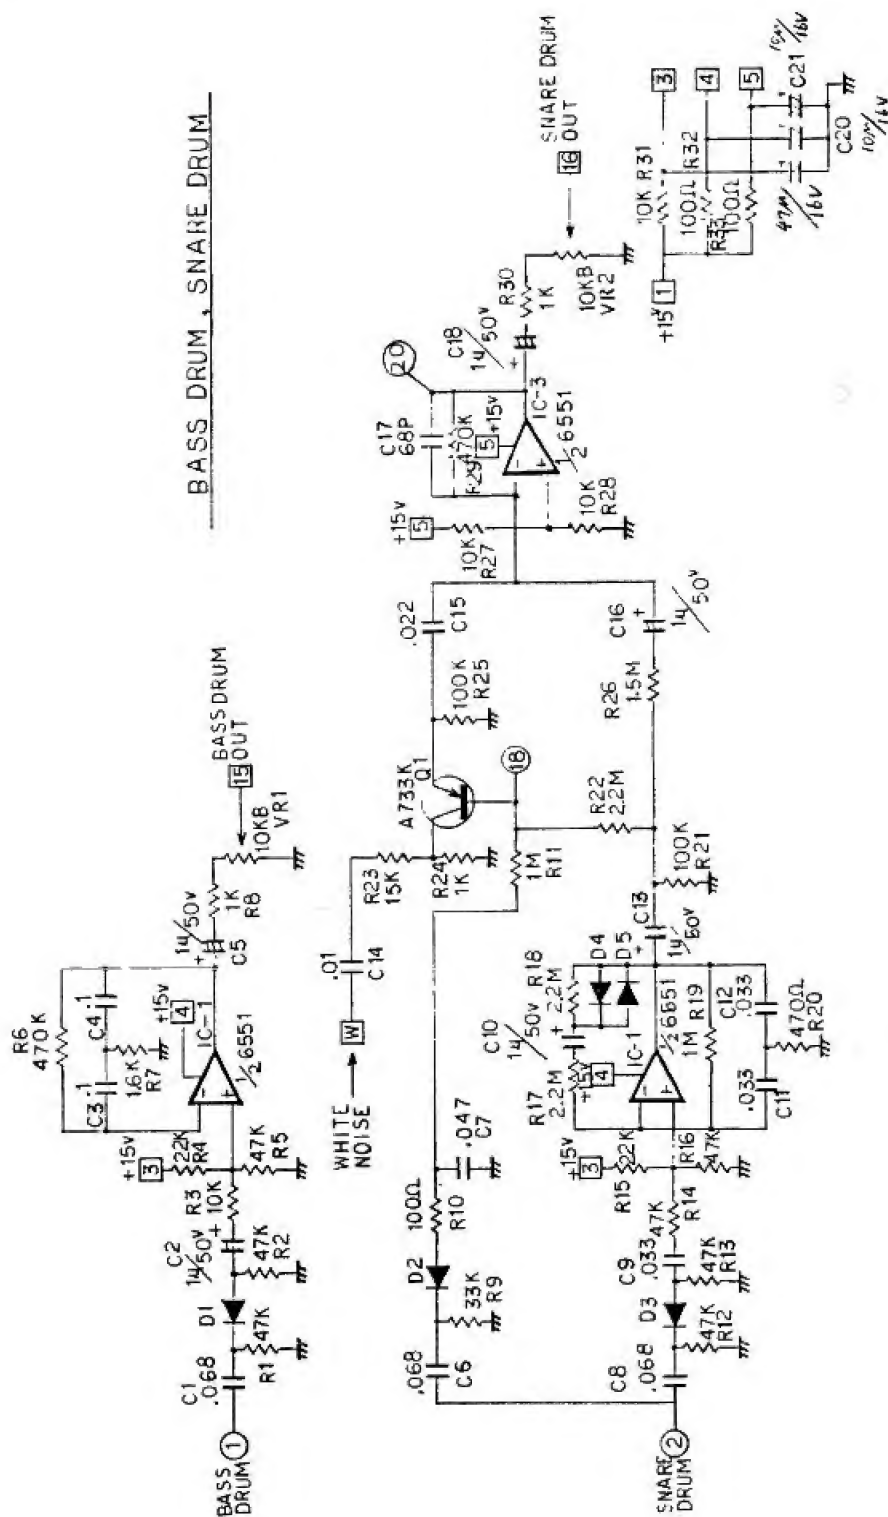 BASS DRUM, SNARE DRUM
BASS
DRUM
1
C1
.068
R1
47K
D1
C2
1µ/50V
+
47K
R2
R3
10K
+15V
3
22K
R4
47K
R5
R6
470K
C3 .1
C4 .1
1.6K
R7
+15V
4
IC-1
-
+
1/2 6551
1µ/50V
+
C5
1K
R8
10KB
VR1
15
BASS DRUM
OUT
WHITE
NOISE
W
.01
C14
R23
15K
R24
1K
A733K
Q1
18
100K
R25
.022
C15
SNARE
DRUM
2
.068
C6
33K
R9
D2
100Ω
R10
.047
C7
1M
R11
R22
2.2M
C8
.068
47K
R12
D3
C9
.033
47K
R13
47K
R14
+15V
3
22K
R15
R16
47K
R17
2.2M
C10
1µ/50V
+
2.2M
R18
D4
D5
+15V
4
IC-1
-
+
1/2 6551
1M
R19
.033
C11
C12
.033
470Ω
R20
+
C13
1µ/50V
100K
R21
R26
1.5M
C16
+
1µ/50V
+15V
5
10K
R27
10K
R28
C17
68P
470K
R29
20
+15V
5
IC-3
-
+
1/2 6551
C18
1µ/50V
+
R30
1K
10KB
VR2
16
SNARE DRUM
OUT
+15V
1
10K R31
3
100Ω R32
4
R33
100Ω
5
47µ/16V
C20
10µ/16V
C21
10µ/16V